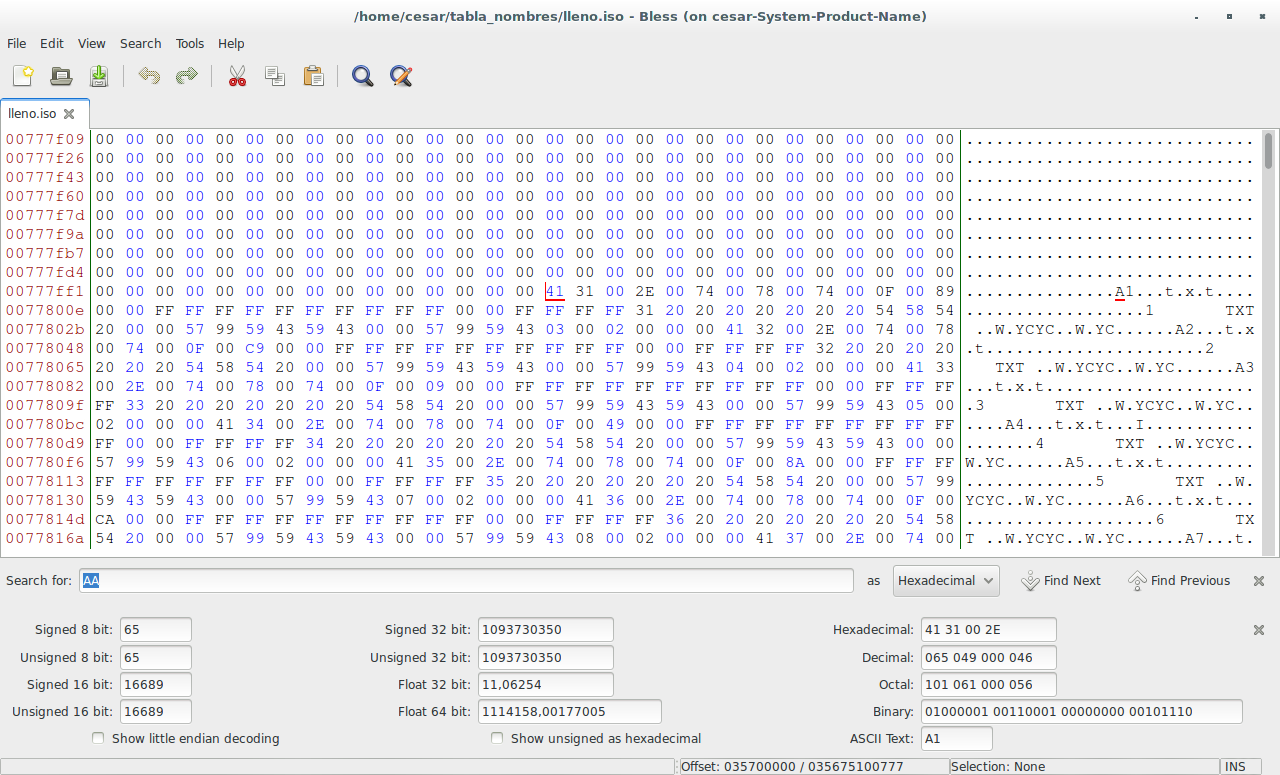 /home/cesar/tabla_nombres/lleno.iso - Bless (on cesar-System-Product-Name)
File Edit View Search Tools Help
lleno.iso
00777f09 00 00 00 00 00 00 00 00 00 00 00 00 00 00 00 00 00 00 00 00 00 00 00 00 00 00 00 00 00 .............................
00777f26 00 00 00 00 00 00 00 00 00 00 00 00 00 00 00 00 00 00 00 00 00 00 00 00 00 00 00 00 00 .............................
00777f43 00 00 00 00 00 00 00 00 00 00 00 00 00 00 00 00 00 00 00 00 00 00 00 00 00 00 00 00 00 .............................
00777f60 00 00 00 00 00 00 00 00 00 00 00 00 00 00 00 00 00 00 00 00 00 00 00 00 00 00 00 00 00 .............................
00777f7d 00 00 00 00 00 00 00 00 00 00 00 00 00 00 00 00 00 00 00 00 00 00 00 00 00 00 00 00 00 .............................
00777f9a 00 00 00 00 00 00 00 00 00 00 00 00 00 00 00 00 00 00 00 00 00 00 00 00 00 00 00 00 00 .............................
00777fb7 00 00 00 00 00 00 00 00 00 00 00 00 00 00 00 00 00 00 00 00 00 00 00 00 00 00 00 00 00 .............................
00777fd4 00 00 00 00 00 00 00 00 00 00 00 00 00 00 00 00 00 00 00 00 00 00 00 00 00 00 00 00 00 .............................
00777ff1 00 00 00 00 00 00 00 00 00 00 00 00 00 00 00 41 31 00 2E 00 74 00 78 00 74 00 0F 00 89 ...............A1...t.x.t....
0077800e 00 00 FF FF FF FF FF FF FF FF FF FF 00 00 FF FF FF FF 31 20 20 20 20 20 20 20 54 58 54 ..................1       TXT
0077802b 20 00 00 57 99 59 43 59 43 00 00 57 99 59 43 03 00 02 00 00 00 41 32 00 2E 00 74 00 78  ..W.YCYC..W.YC......A2...t.x
00778048 00 74 00 0F 00 C9 00 00 FF FF FF FF FF FF FF FF FF FF 00 00 FF FF FF FF 32 20 20 20 20 .t......................2    
00778065 20 20 20 54 58 54 20 00 00 57 99 59 43 59 43 00 00 57 99 59 43 04 00 02 00 00 00 41 33    TXT ..W.YCYC..W.YC......A3
00778082 00 2E 00 74 00 78 00 74 00 0F 00 09 00 00 FF FF FF FF FF FF FF FF FF FF 00 00 FF FF FF ...t.x.t.....................
0077809f FF 33 20 20 20 20 20 20 20 54 58 54 20 00 00 57 99 59 43 59 43 00 00 57 99 59 43 05 00 .3       TXT ..W.YCYC..W.YC..
007780bc 02 00 00 00 41 34 00 2E 00 74 00 78 00 74 00 0F 00 49 00 00 FF FF FF FF FF FF FF FF FF ....A4...t.x.t...I...........
007780d9 FF 00 00 FF FF FF FF 34 20 20 20 20 20 20 20 54 58 54 20 00 00 57 99 59 43 59 43 00 00 .......4       TXT ..W.YCYC..
007780f6 57 99 59 43 06 00 02 00 00 00 41 35 00 2E 00 74 00 78 00 74 00 0F 00 8A 00 00 FF FF FF W.YC......A5...t.x.t.........
00778113 FF FF FF FF FF FF FF 00 00 FF FF FF FF 35 20 20 20 20 20 20 20 54 58 54 20 00 00 57 99 .............5       TXT ..W.
00778130 59 43 59 43 00 00 57 99 59 43 07 00 02 00 00 00 41 36 00 2E 00 74 00 78 00 74 00 0F 00 YCYC..W.YC......A6...t.x.t...
0077814d CA 00 00 FF FF FF FF FF FF FF FF FF FF 00 00 FF FF FF FF 36 20 20 20 20 20 20 20 54 58 ...................6       TX
0077816a 54 20 00 00 57 99 59 43 59 43 00 00 57 99 59 43 08 00 02 00 00 00 41 37 00 2E 00 74 00 T ..W.YCYC..W.YC......A7...t.
Search for: AA as Hexadecimal Find Next Find Previous
Signed 8 bit: 65 Signed 32 bit: 1093730350 Hexadecimal: 41 31 00 2E
Unsigned 8 bit: 65 Unsigned 32 bit: 1093730350 Decimal: 065 049 000 046
Signed 16 bit: 16689 Float 32 bit: 11,06254 Octal: 101 061 000 056
Unsigned 16 bit: 16689 Float 64 bit: 1114158,00177005 Binary: 01000001 00110001 00000000 00101110
Show little endian decoding Show unsigned as hexadecimal ASCII Text: A1
Offset: 035700000 / 035675100777 Selection: None INS